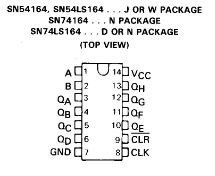 SN54164, SN54LS164 . . . J OR W PACKAGE
SN74164 . . . N PACKAGE
SN74LS164 . . . D OR N PACKAGE
(TOP VIEW)
A 1 14 VCC
B 2 13 QH
QA 3 12 QG
QB 4 11 QF
QC 5 10 QE
QD 6 9 CLR
GND 7 8 CLK